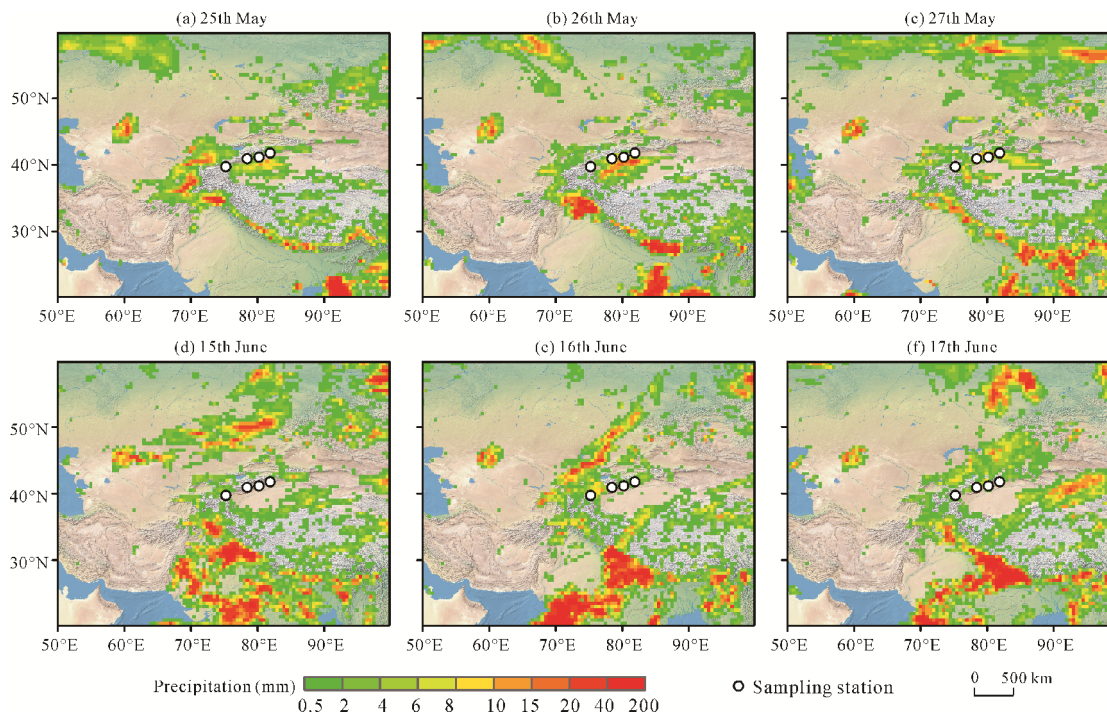 (a) 25th May
(b) 26th May
(c) 27th May
50°N
40°N
30°N
50°E 60°E 70°E 80°E 90°E
50°E 60°E 70°E 80°E 90°E
50°E 60°E 70°E 80°E 90°E
(d) 15th June
(e) 16th June
(f) 17th June
50°N
40°N
30°N
50°E 60°E 70°E 80°E 90°E
50°E 60°E 70°E 80°E 90°E
50°E 60°E 70°E 80°E 90°E
Precipitation (mm)
0.5 2 4 6 8 10 15 20 40 200
Sampling station
0 500 km